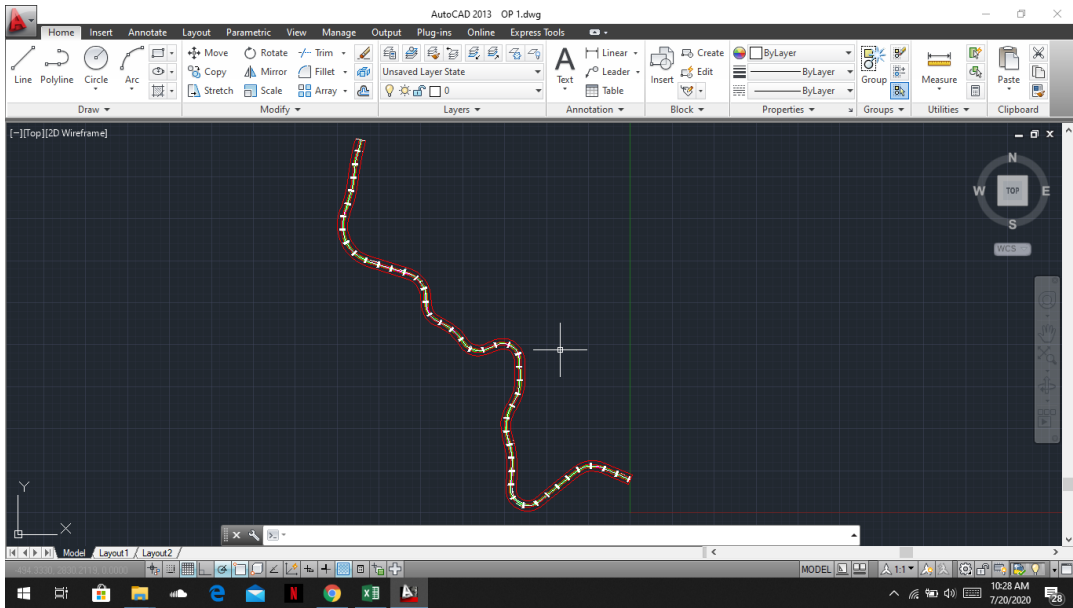 AutoCAD 2013 OP 1.dwg
Home Insert Annotate Layout Parametric View Manage Output Plug-ins Online Express Tools
Move Rotate Trim Linear Create ByLayer
Line Polyline Circle Arc Copy Mirror Fillet Unsaved Layer State Text Leader Insert Edit ByLayer Group Measure Paste
Stretch Scale Array 0 Table ByLayer
Draw Modify Layers Annotation Block Properties Groups Utilities Clipboard
[−][Top][2D Wireframe]
N
W TOP E
S
WCS
Y
X
Model Layout1 Layout2
MODEL 1:1
N
10:28 AM
7/20/2020
28